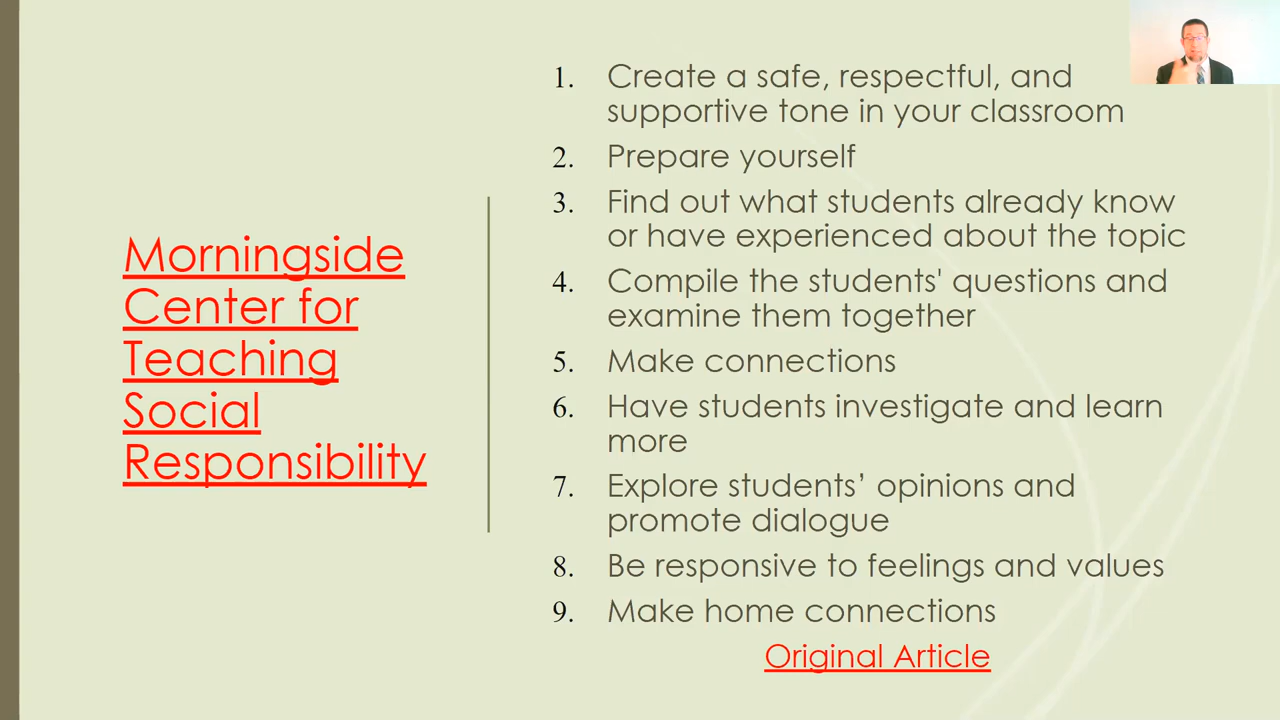 Morningside
Center for
Teaching
Social
Responsibility
1. Create a safe, respectful, and
supportive tone in your classroom
2. Prepare yourself
3. Find out what students already know
or have experienced about the topic
4. Compile the students' questions and
examine them together
5. Make connections
6. Have students investigate and learn
more
7. Explore students’ opinions and
promote dialogue
8. Be responsive to feelings and values
9. Make home connections
Original Article